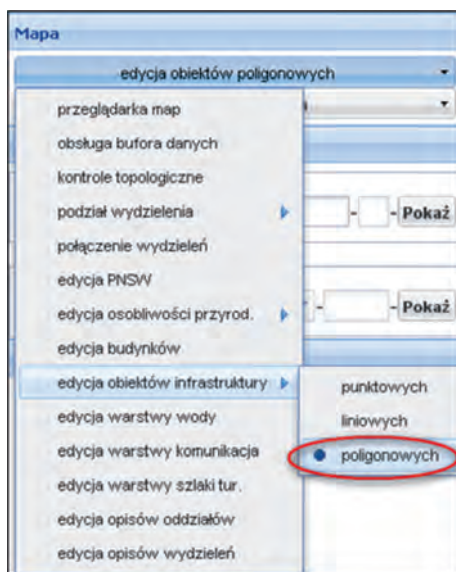 Mapa
edycja obiektów poligonowych
przeglądarka map
obsługa bufora danych
kontrole topologiczne
podział wydzielenia
- - Pokaż
połączenie wydzieleń
edycja PNSW
edycja osobliwości przyrod.
- - Pokaż
edycja budynków
edycja obiektów infrastruktury
punktowych
edycja warstwy wody
liniowych
edycja warstwy komunikacja
poligonowych
edycja warstwy szlaki tur.
edycja opisów oddziałów
edycja opisów wydzieleń